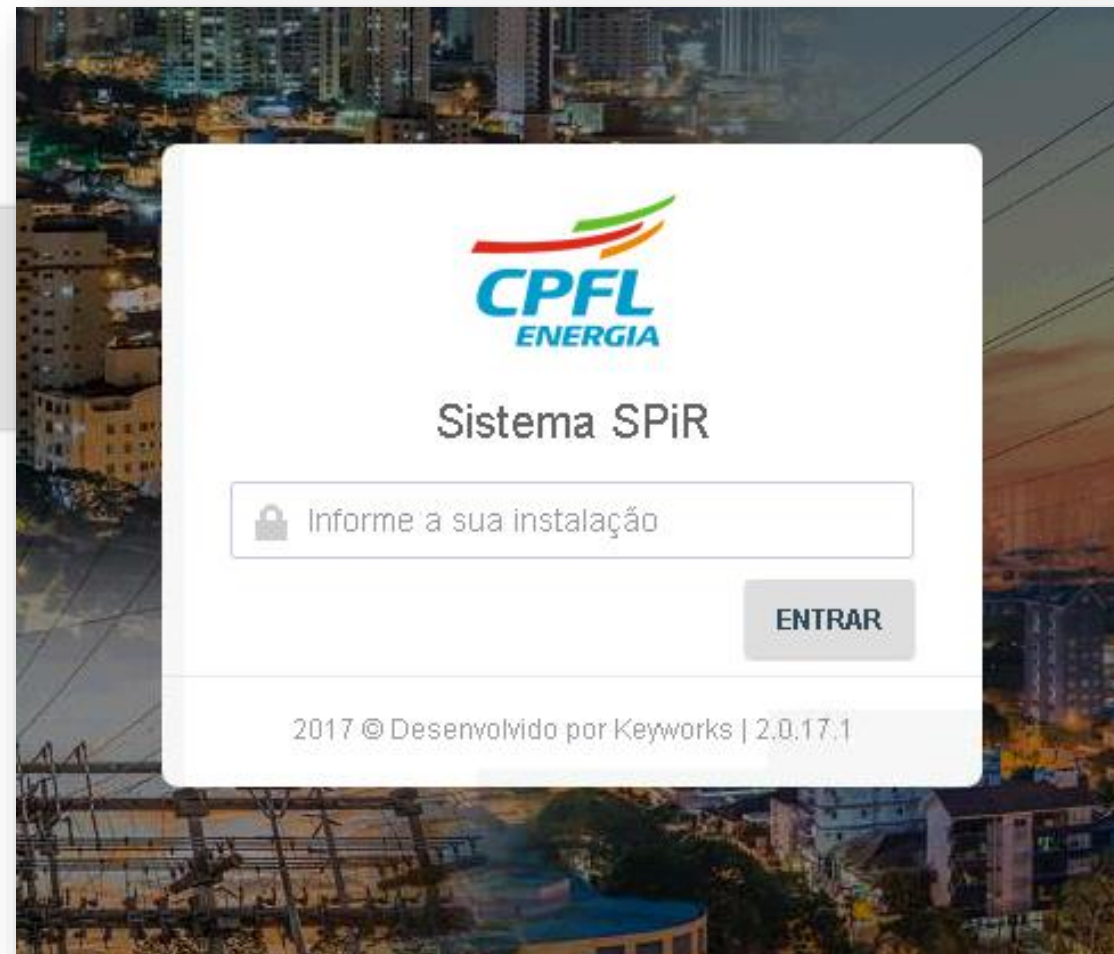 CPFL
ENERGIA
Sistema SPiR
Informe a sua instalação
ENTRAR
2017 © Desenvolvido por Keyworks | 2.0.17.1